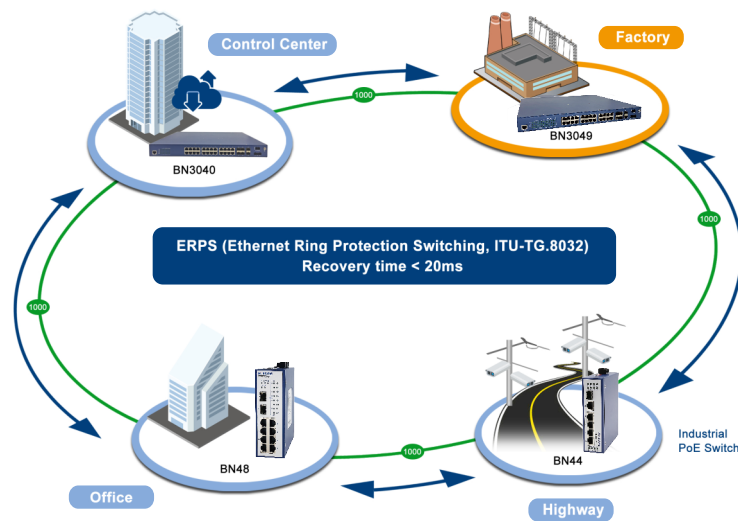 Control Center
Factory
1000
BN3040
BN3049
1000
ERPS (Ethernet Ring Protection Switching, ITU-TG.8032)
Recovery time < 20ms
1000
1000
BN48
BN44
Industrial
PoE Switch
Office
Highway